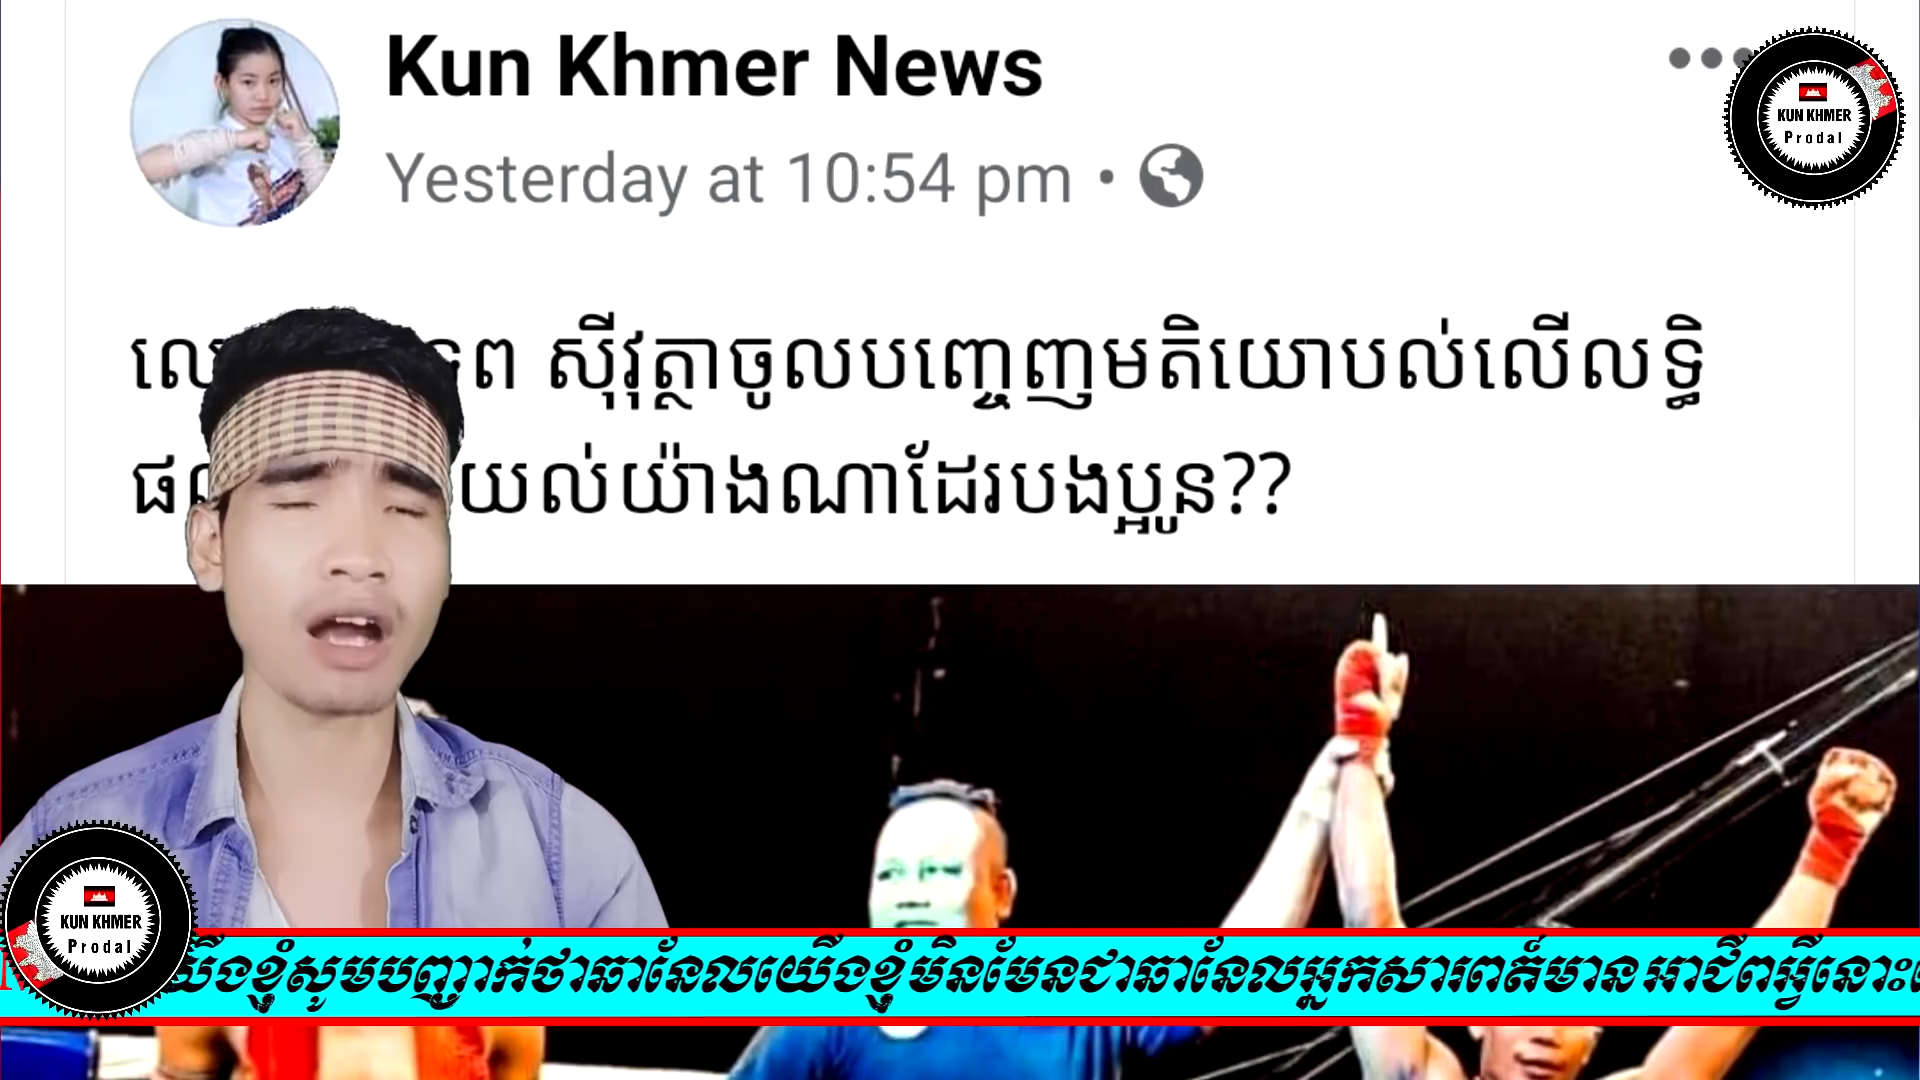 Kun Khmer News
Yesterday at 10:54 pm
KUN KHMER
Prodal
ស៊ីវុត្ថាចូលបញ្ចេញមតិយោបល់លើលទ្ធិ
យល់យ៉ាងណាដែរបងប្អូន??
KUN KHMER
Prodal
យើងខ្ញុំសូមបញ្ជាក់ថាឆានែលយើងខ្ញុំមិនមែនជាឆានែលអ្នកសារពត៌មានអាជីពអ្វីនោះ